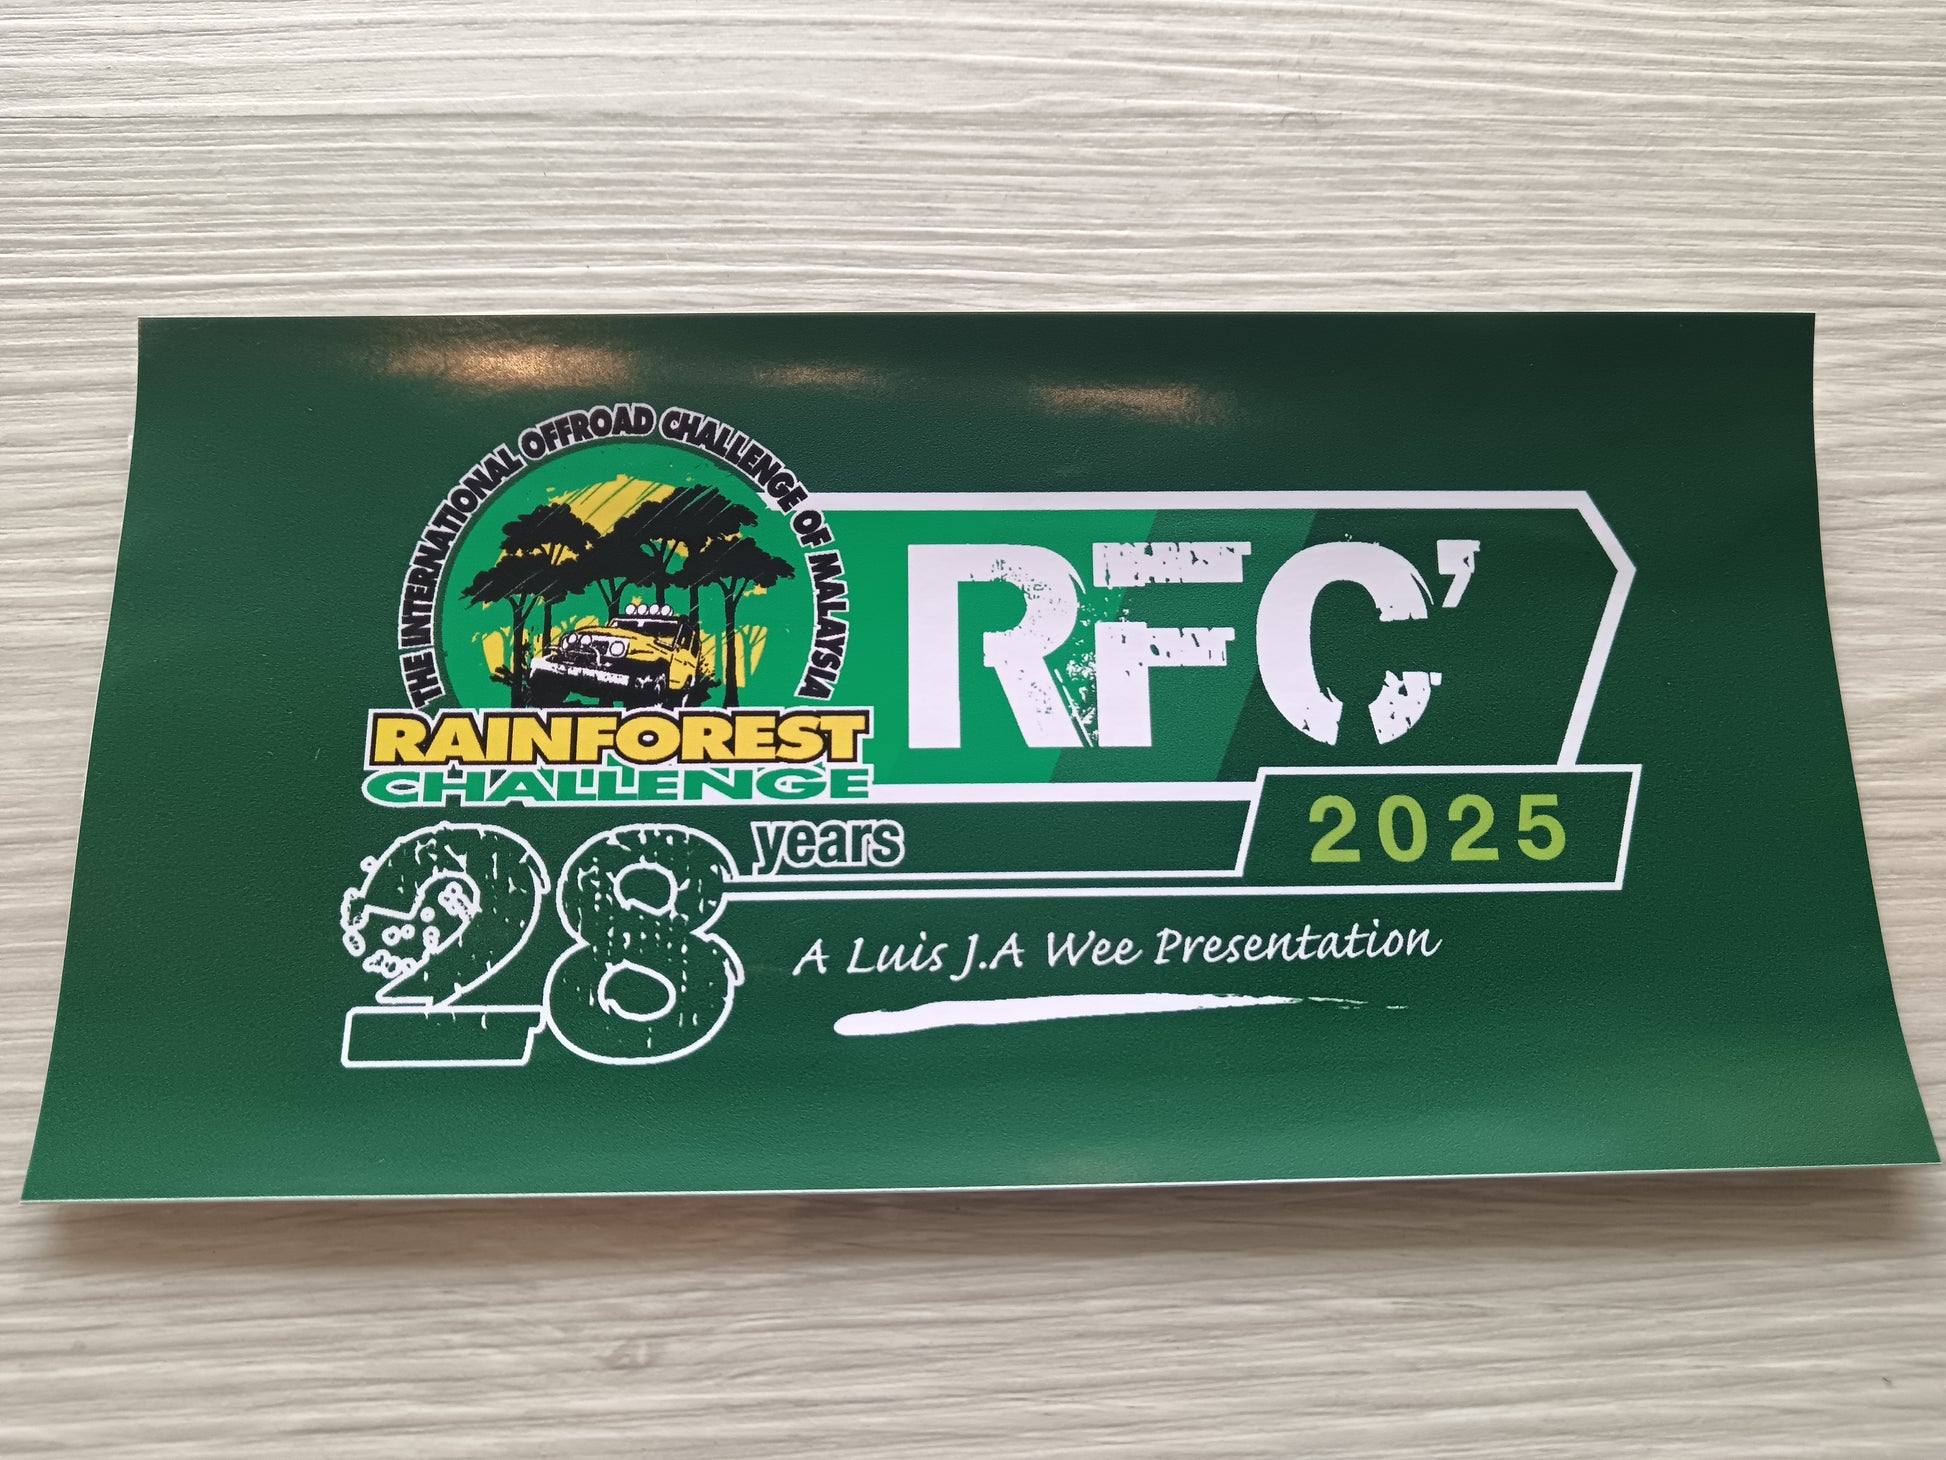 THE INTERNATIONAL OFFROAD CHALLENGE OF MALAYSIA
RAINFOREST
CHALLENGE
RFC'
2025
28 years
A Luis J.A Wee Presentation